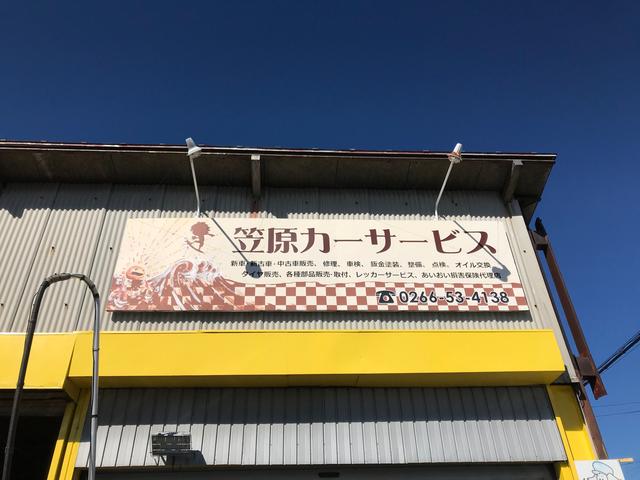 笠原カーサービス
新車・新古車・中古車販売、修理、車検、鈑金塗装、整備、点検、オイル交換
タイヤ販売、各種部品販売・取付、レッカーサービス、あいおい損害保険代理店
☎0266-53-4138